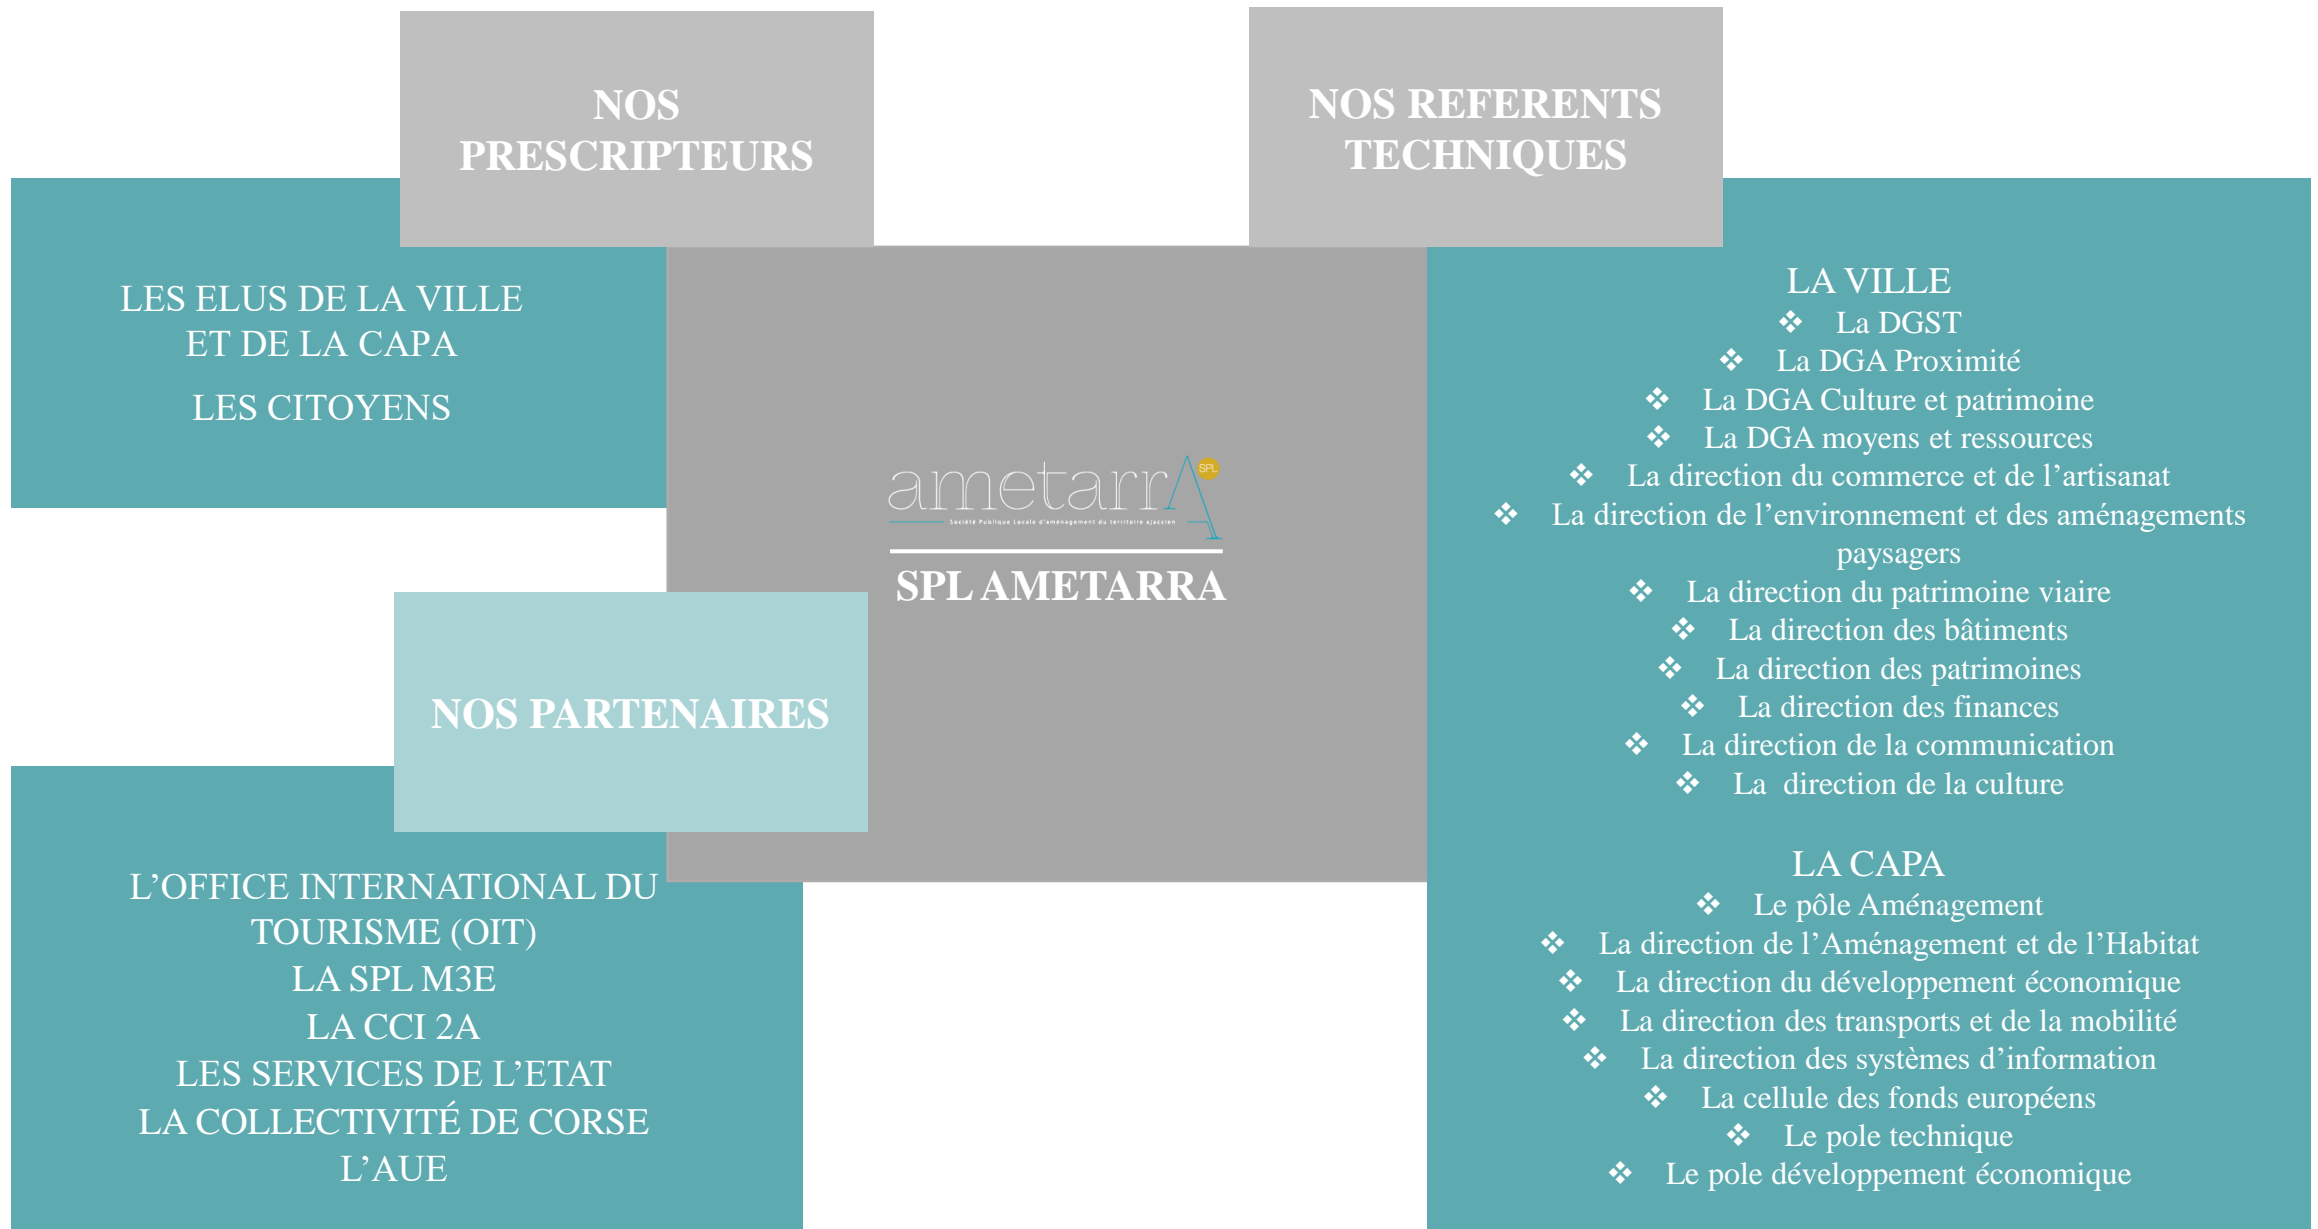 NOS
PRESCRIPTEURS
LES ELUS DE LA VILLE
ET DE LA CAPA
LES CITOYENS
NOS REFERENTS
TECHNIQUES
LA VILLE
❖ La DGST
❖ La DGA Proximité
❖ La DGA Culture et patrimoine
❖ La DGA moyens et ressources
❖ La direction du commerce et de l’artisanat
❖ La direction de l’environnement et des aménagements
paysagers
❖ La direction du patrimoine viaire
❖ La direction des bâtiments
❖ La direction des patrimoines
❖ La direction des finances
❖ La direction de la communication
❖ La  direction de la culture
LA CAPA
❖ Le pôle Aménagement
❖ La direction de l’Aménagement et de l’Habitat
❖ La direction du développement économique
❖ La direction des transports et de la mobilité
❖ La direction des systèmes d’information
❖ La cellule des fonds européens
❖ Le pole technique
❖ Le pole développement économique
ametarrA SPL
Société Publique Locale d'aménagement du territoire ajaccien
SPL AMETARRA
NOS PARTENAIRES
L’OFFICE INTERNATIONAL DU
TOURISME (OIT)
LA SPL M3E
LA CCI 2A
LES SERVICES DE L’ETAT
LA COLLECTIVITÉ DE CORSE
L’AUE